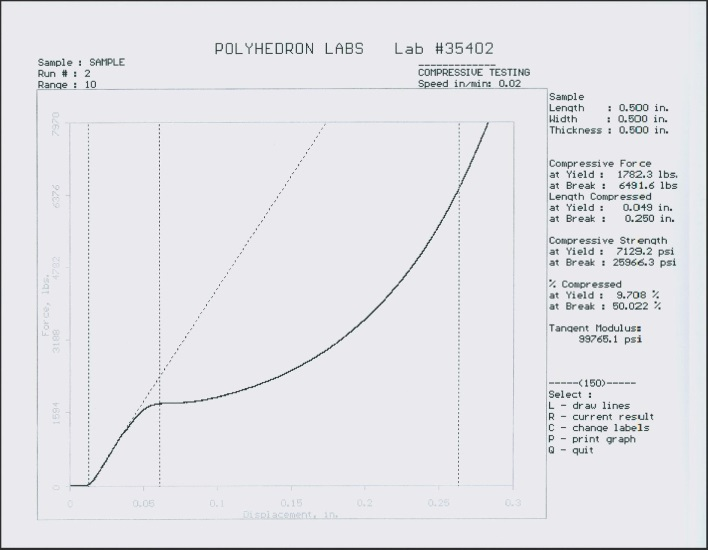 POLYHEDRON LABS Lab #35402
Sample : SAMPLE
Run # : 2
Range : 10
COMPRESSIVE TESTING
Speed in/min: 0.02
7970
6376
4782
3188
1594
0
Force, lbs.
0 0.05 0.1 0.15 0.2 0.25 0.3
Displacement, in.
Sample
Length : 0.500 in.
Width : 0.500 in.
Thickness : 0.500 in.
Compressive Force
at Yield : 1782.3 lbs.
at Break : 6491.6 lbs
Length Compressed
at Yield : 0.049 in.
at Break : 0.250 in.
Compressive Strength
at Yield : 7129.2 psi
at Break : 25966.3 psi
% Compressed
at Yield : 9.708 %
at Break : 50.022 %
Tangent Modulus:
99765.1 psi
-----(150)-----
Select :
L - draw lines
R - current result
C - change labels
P - print graph
Q - quit